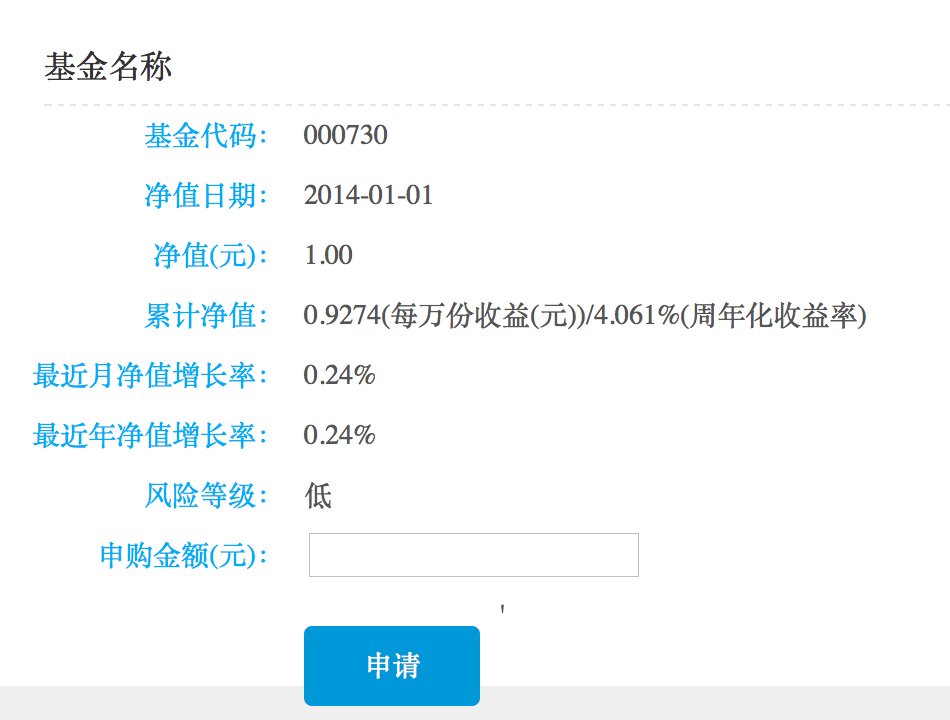 基金名称
基金代码： 000730
净值日期： 2014-01-01
净值(元)： 1.00
累计净值： 0.9274(每万份收益(元))/4.061%(周年化收益率)
最近月净值增长率： 0.24%
最近年净值增长率： 0.24%
风险等级： 低
申购金额(元)：
'
申请